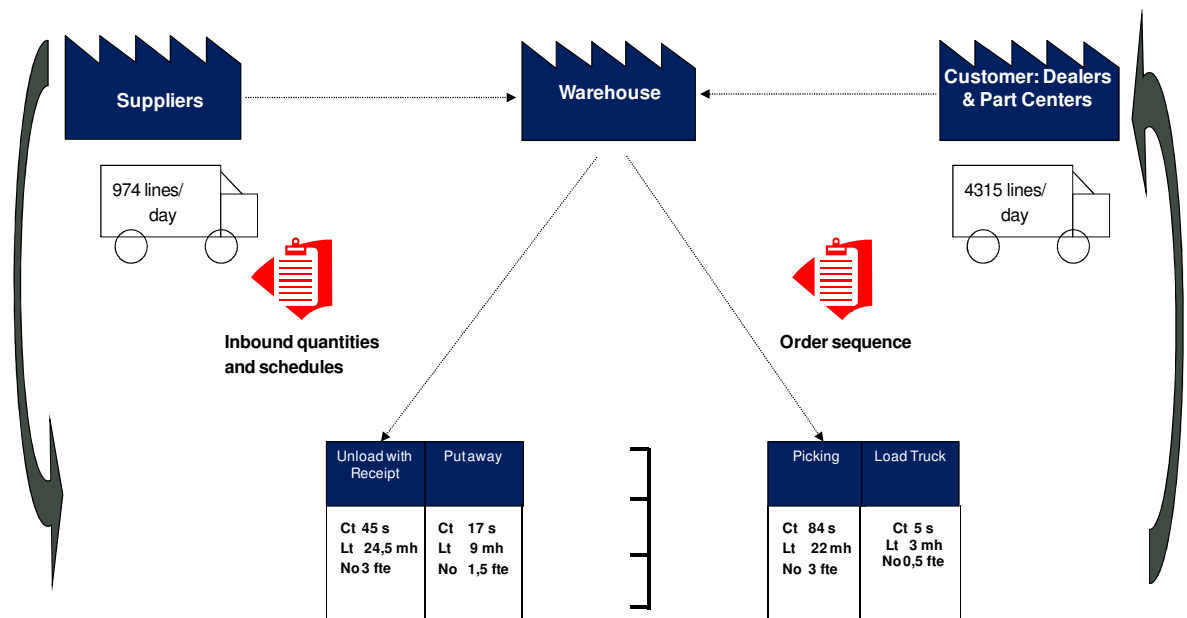 Suppliers
Warehouse
Customer: Dealers
& Part Centers
974 lines/
day
4315 lines/
day
Inbound quantities
and schedules
Order sequence
Unload with
Receipt
Putaway
Picking
Load Truck
Ct 45 s
Lt 24,5 mh
No 3 fte
Ct 17 s
Lt 9 mh
No 1,5 fte
Ct 84 s
Lt 22 mh
No 3 fte
Ct 5 s
Lt 3 mh
No 0,5 fte